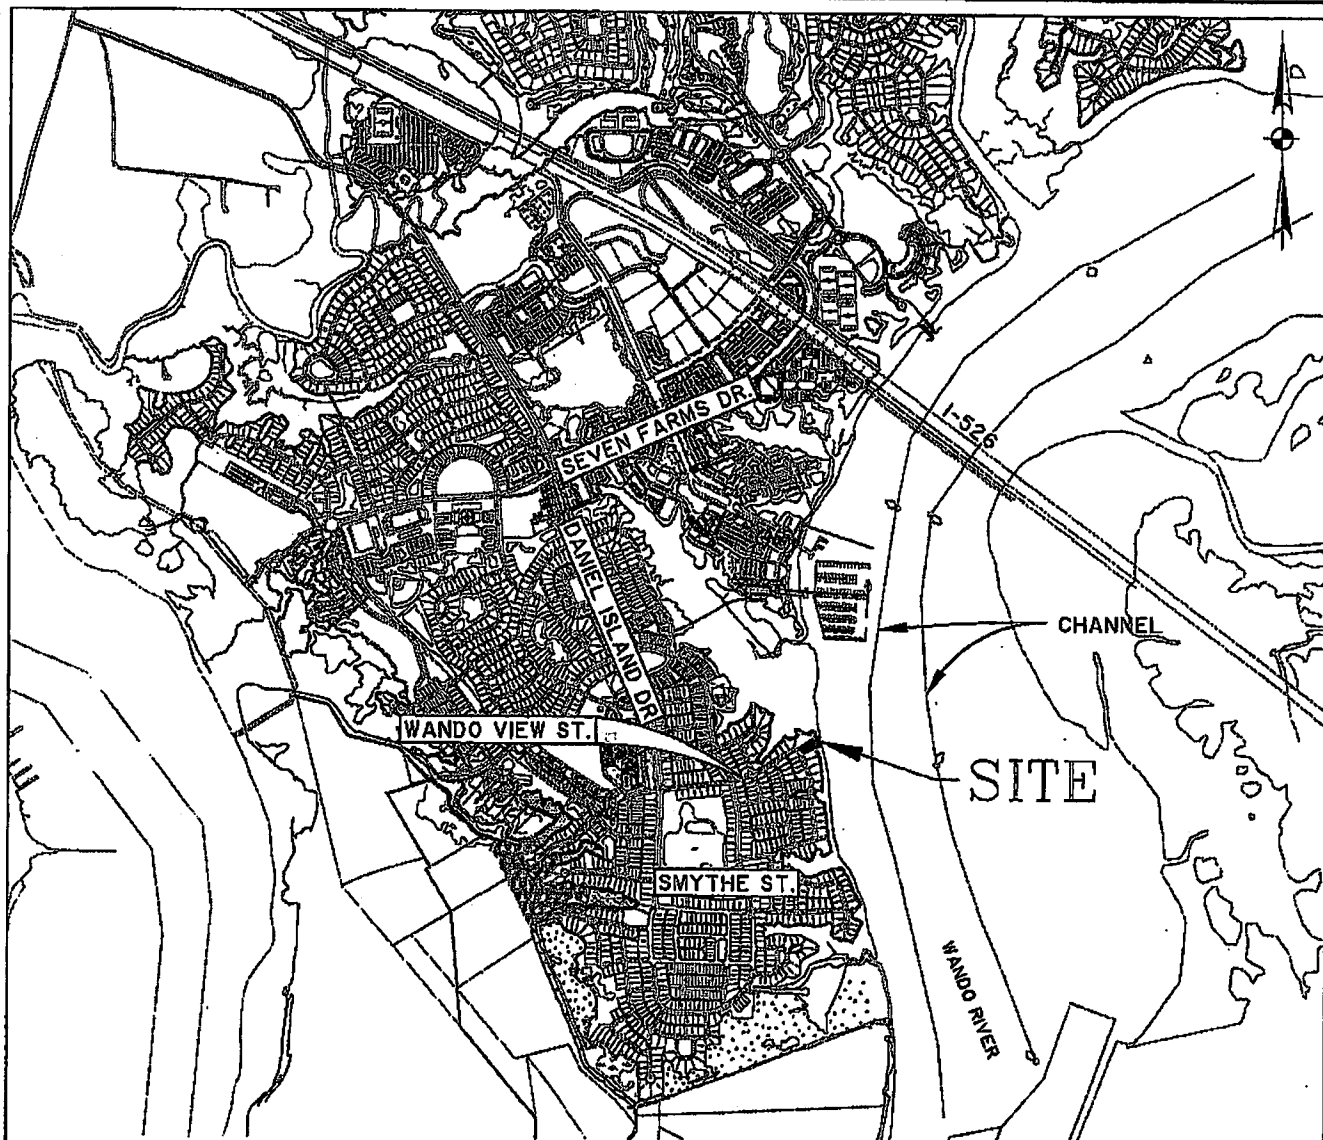 I-526
SEVEN FARMS DR.
DANIEL ISLAND DR
CHANNEL
WANDO VIEW ST.
SITE
SMYTHE ST.
WANDO RIVER